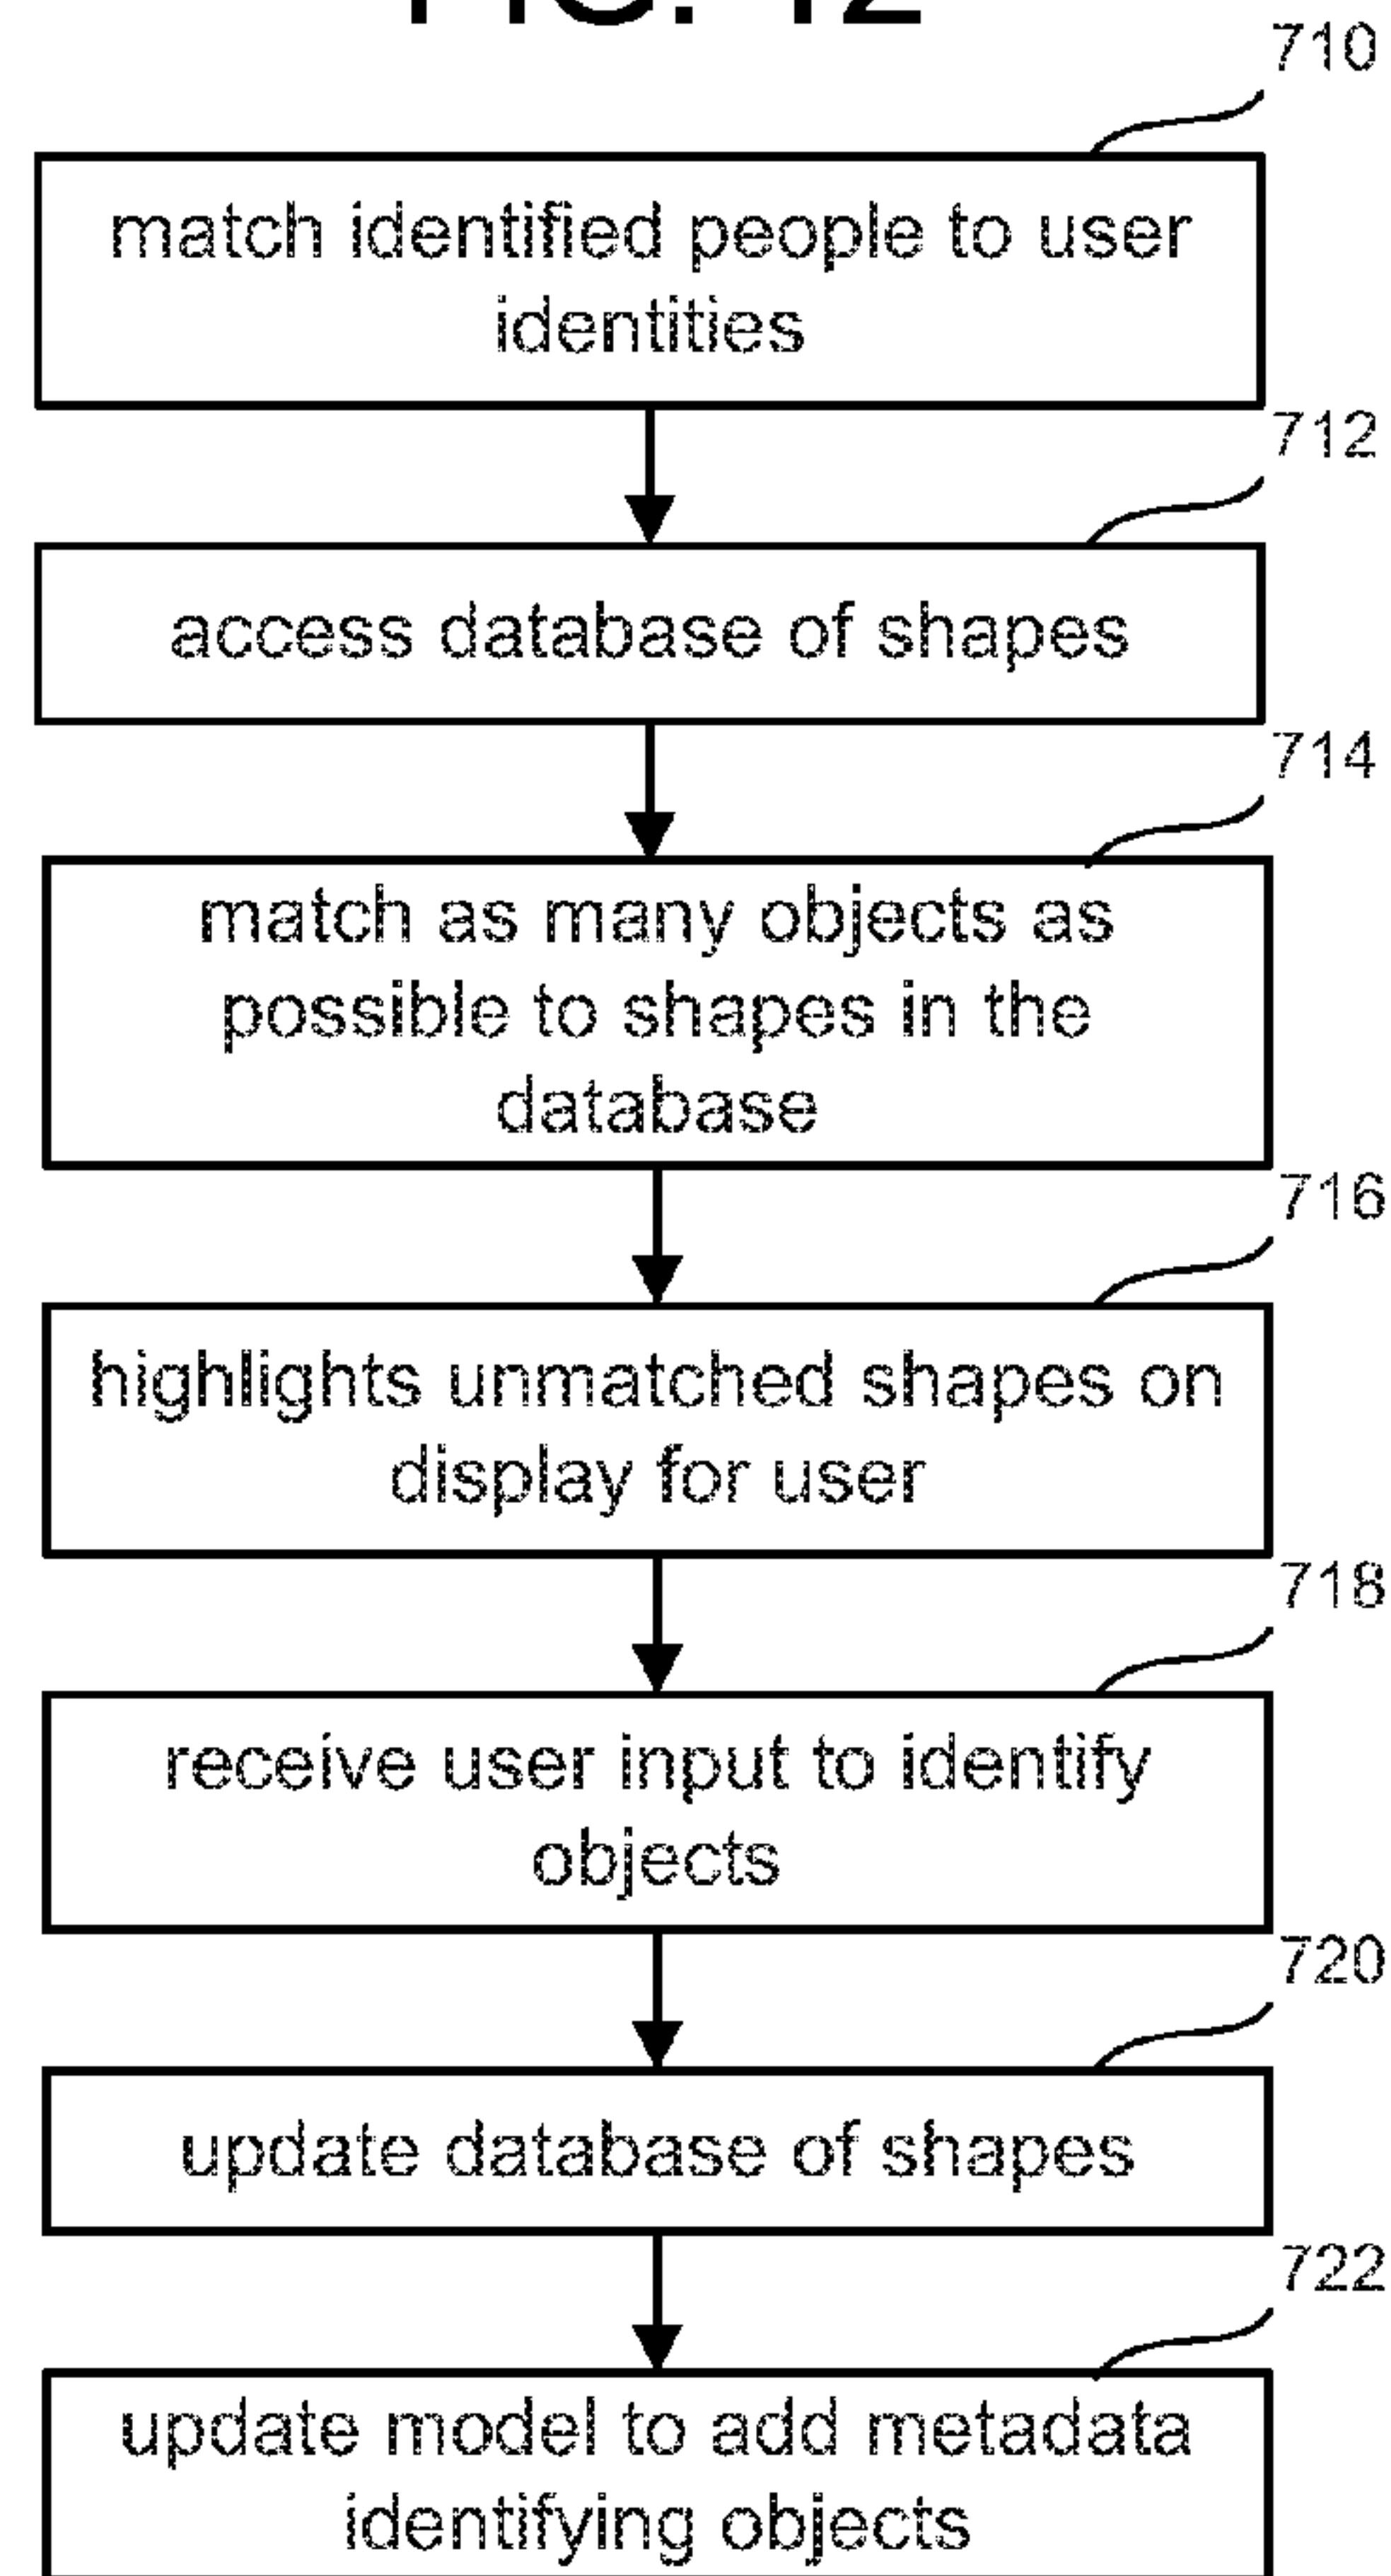 FIG. 12
710
match identified people to user
identities
712
access database of shapes
714
match as many objects as
possible to shapes in the
database
716
highlights unmatched shapes on
display for user
718
receive user input to identify
objects
720
update database of shapes
722
update model to add metadata
identifying objects